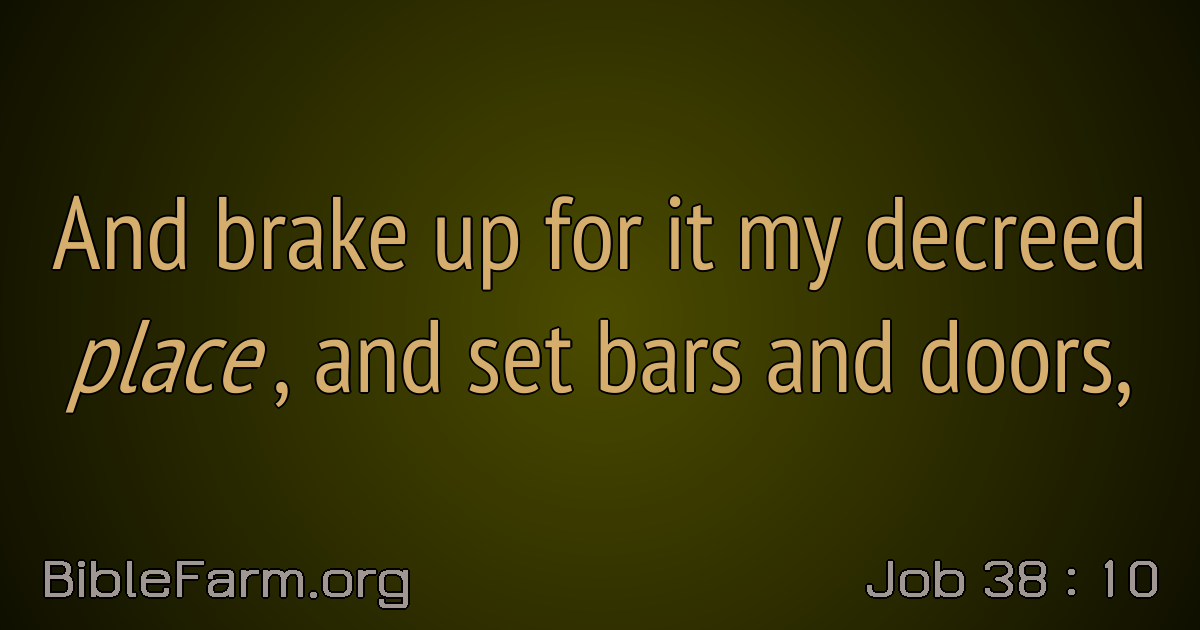 And brake up for it my decreed
place, and set bars and doors,
BibleFarm.org
Job 38 : 10